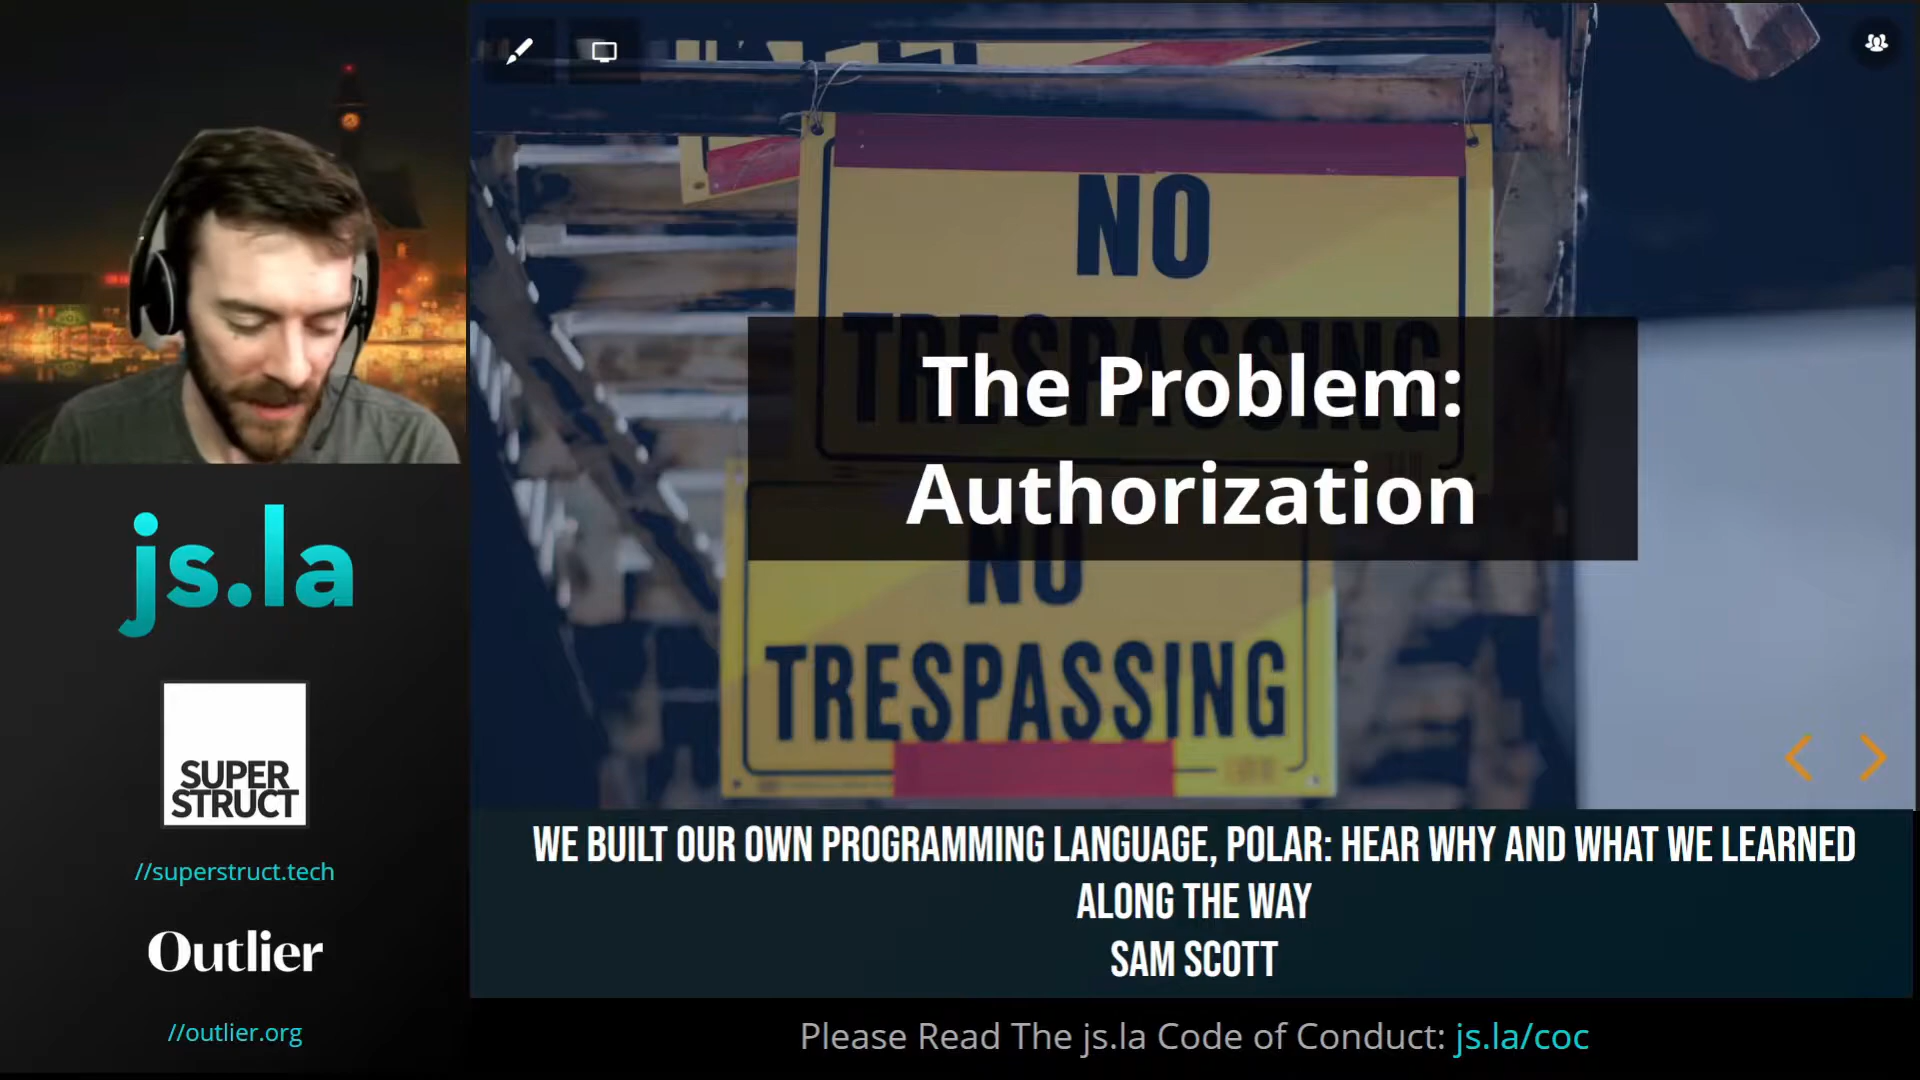 NO
TRESPASSING
The Problem:
Authorization
NO
TRESPASSING
js.la
SUPER
STRUCT
//superstruct.tech
Outlier
//outlier.org
WE BUILT OUR OWN PROGRAMMING LANGUAGE, POLAR: HEAR WHY AND WHAT WE LEARNED
ALONG THE WAY
SAM SCOTT
Please Read The js.la Code of Conduct: js.la/coc